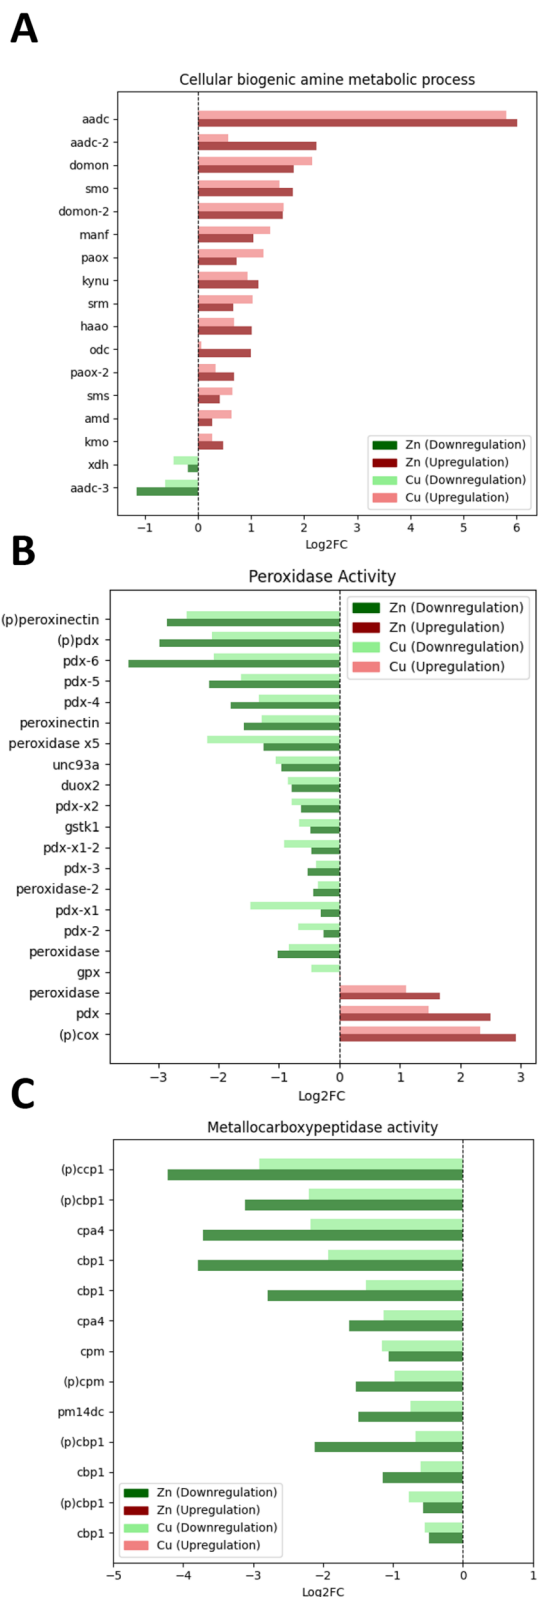 A
Cellular biogenic amine metabolic process
aadc
aadc-2
domon
smo
domon-2
manf
paox
kynu
srm
haao
odc
paox-2
sms
amd
kmo
xdh
aadc-3
Zn (Downregulation)
Zn (Upregulation)
Cu (Downregulation)
Cu (Upregulation)
−1 0 1 2 3 4 5 6
Log2FC
B
Peroxidase Activity
(p)peroxinectin
(p)pdx
pdx-6
pdx-5
pdx-4
peroxinectin
peroxidase x5
unc93a
duox2
pdx-x2
gstk1
pdx-x1-2
pdx-3
peroxidase-2
pdx-x1
pdx-2
peroxidase
gpx
peroxidase
pdx
(p)cox
Zn (Downregulation)
Zn (Upregulation)
Cu (Downregulation)
Cu (Upregulation)
−3 −2 −1 0 1 2 3
Log2FC
C
Metallocarboxypeptidase activity
(p)ccp1
(p)cbp1
cpa4
cbp1
cbp1
cpa4
cpm
(p)cpm
pm14dc
(p)cbp1
cbp1
(p)cbp1
cbp1
Zn (Downregulation)
Zn (Upregulation)
Cu (Downregulation)
Cu (Upregulation)
−5 −4 −3 −2 −1 0 1
Log2FC